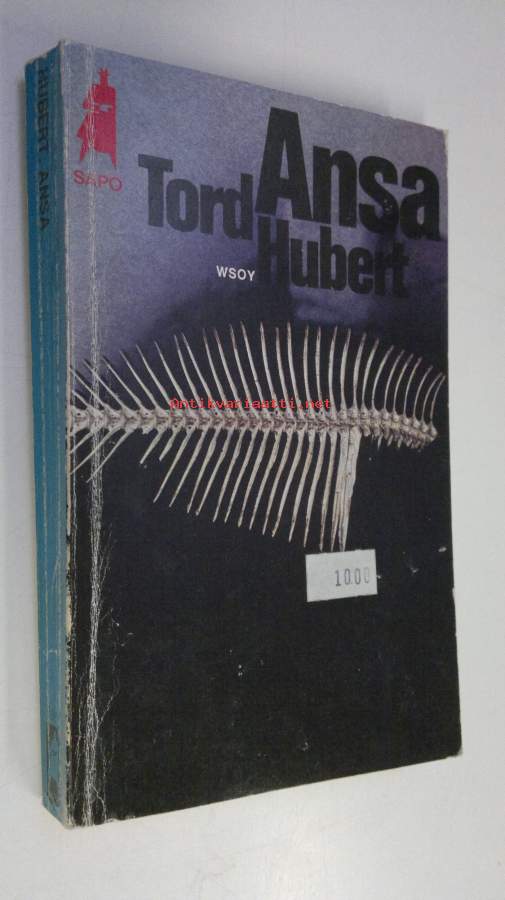 HUBERT ANSA
SAPO
Ansa
Tord
Hubert
WSOY
Antikvariaatti.net
10.00